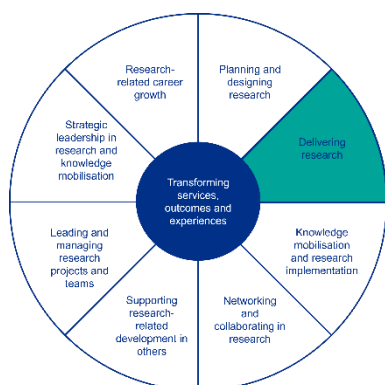 Research-
related career
growth
Planning and
designing
research
Delivering
research
Knowledge
mobilisation
and research
implementation
Networking
and
collaborating in
research
Supporting
research-
related
development in
others
Leading and
managing
research
projects and
teams
Strategic
leadership in
research and
knowledge
mobilisation
Transforming
services,
outcomes and
experiences